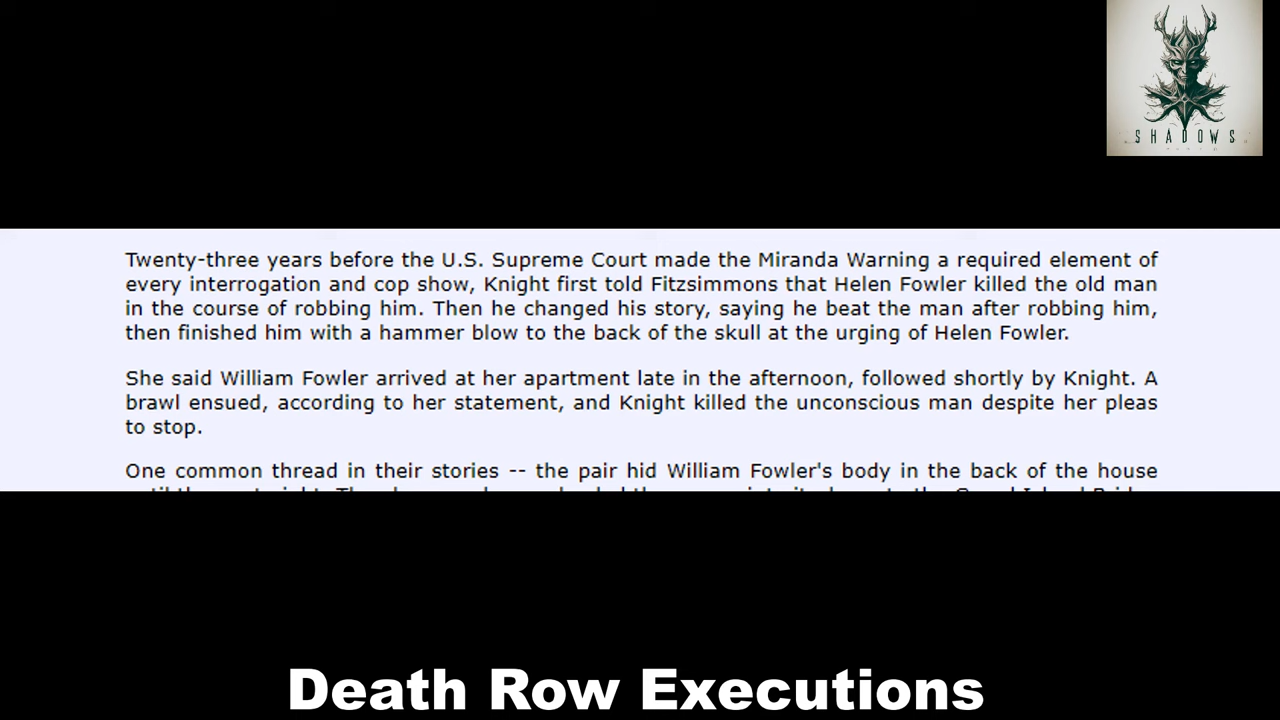 SHADOWS
Twenty-three years before the U.S. Supreme Court made the Miranda Warning a required element of
every interrogation and cop show, Knight first told Fitzsimmons that Helen Fowler killed the old man
in the course of robbing him. Then he changed his story, saying he beat the man after robbing him,
then finished him with a hammer blow to the back of the skull at the urging of Helen Fowler.
She said William Fowler arrived at her apartment late in the afternoon, followed shortly by Knight. A
brawl ensued, according to her statement, and Knight killed the unconscious man despite her pleas
to stop.
One common thread in their stories -- the pair hid William Fowler's body in the back of the house
Death Row Executions